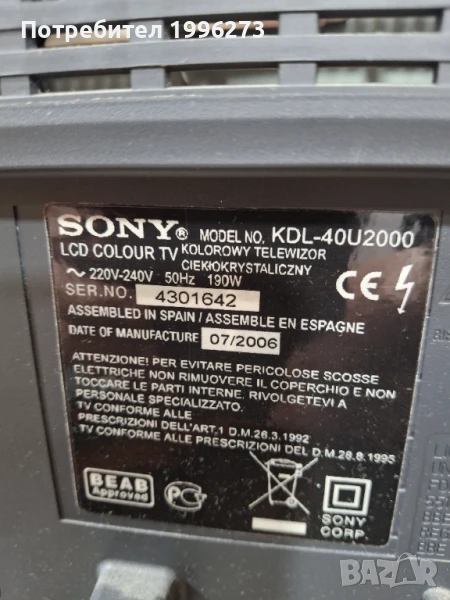 Потребител 1996273
SONY® MODEL NO. KDL-40U2000
LCD COLOUR TV KOLOROWY TELEWIZOR
CIEKŁOKRYSTALICZNY
~ 220V-240V 50Hz 190W
SER.NO. 4301642
ASSEMBLED IN SPAIN / ASSEMBLE EN ESPAGNE
DATE OF MANUFACTURE 07/2006
CE
ATTENZIONE! PER EVITARE PERICOLOSE SCOSSE
ELETTRICHE NON RIMUOVERE IL COPERCHIO E NON
TOCCARE LE PARTI INTERNE. RIVOLGETEVI A
PERSONALE SPECIALIZZATO.
TV CONFORME ALLE
PRESCRIZIONI DELL'ART.1 D.M.26.3.1992
TV CONFORME ALLE PRESCRIZIONI DEL D.M.28.8.1995
BEAB
Approved
SONY
CORP.
BAZAR